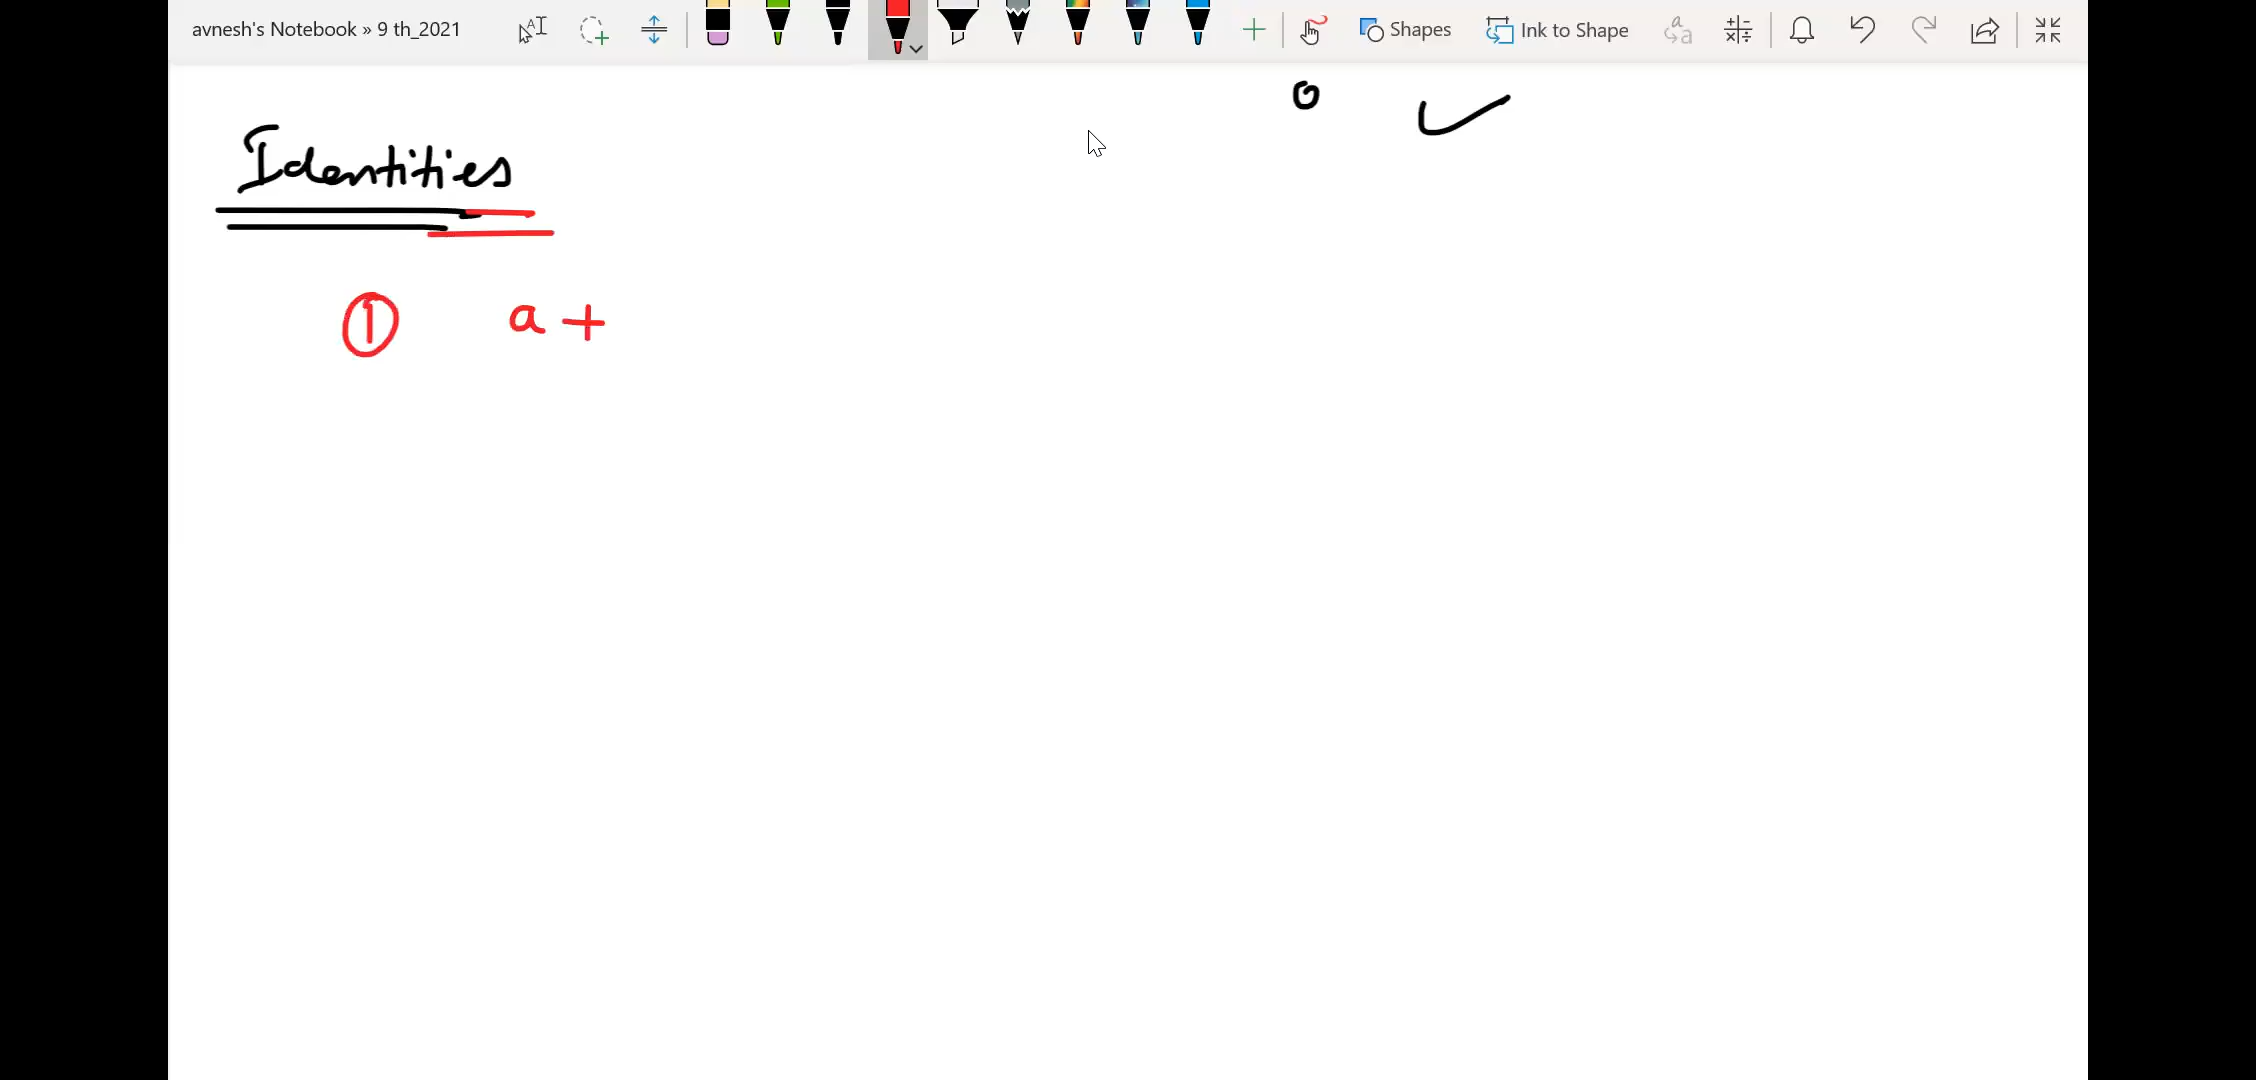 avnesh's Notebook » 9 th_2021 Shapes Ink to Shape
Identities
① a +